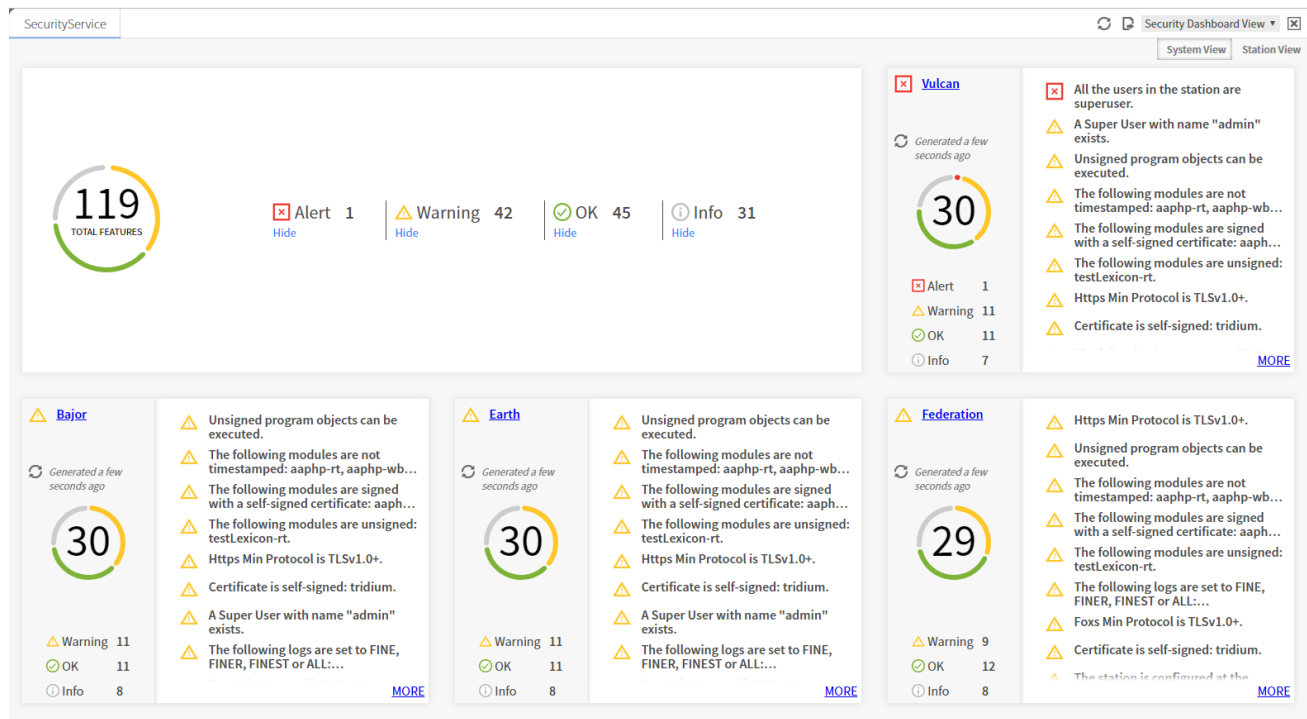 SecurityService
Security Dashboard View
System View
Station View
119
TOTAL FEATURES
Alert 1
Hide
Warning 42
Hide
OK 45
Hide
Info 31
Hide
Vulcan
Generated a few
seconds ago
30
Alert 1
Warning 11
OK 11
Info 7
All the users in the station are
superuser.
A Super User with name "admin"
exists.
Unsigned program objects can be
executed.
The following modules are not
timestamped: aaphp-rt, aaphp-wb...
The following modules are signed
with a self-signed certificate: aaph...
The following modules are unsigned:
testLexicon-rt.
Https Min Protocol is TLSv1.0+.
Certificate is self-signed: tridium.
MORE
Bajor
Generated a few
seconds ago
30
Warning 11
OK 11
Info 8
Unsigned program objects can be
executed.
The following modules are not
timestamped: aaphp-rt, aaphp-wb...
The following modules are signed
with a self-signed certificate: aaph...
The following modules are unsigned:
testLexicon-rt.
Https Min Protocol is TLSv1.0+.
Certificate is self-signed: tridium.
A Super User with name "admin"
exists.
The following logs are set to FINE,
FINER, FINEST or ALL:...
MORE
Earth
Generated a few
seconds ago
30
Warning 11
OK 11
Info 8
Unsigned program objects can be
executed.
The following modules are not
timestamped: aaphp-rt, aaphp-wb...
The following modules are signed
with a self-signed certificate: aaph...
The following modules are unsigned:
testLexicon-rt.
Https Min Protocol is TLSv1.0+.
Certificate is self-signed: tridium.
A Super User with name "admin"
exists.
The following logs are set to FINE,
FINER, FINEST or ALL:...
MORE
Federation
Generated a few
seconds ago
29
Warning 9
OK 12
Info 8
Https Min Protocol is TLSv1.0+.
Unsigned program objects can be
executed.
The following modules are not
timestamped: aaphp-rt, aaphp-wb...
The following modules are signed
with a self-signed certificate: aaph...
The following modules are unsigned:
testLexicon-rt.
The following logs are set to FINE,
FINER, FINEST or ALL:...
Foxs Min Protocol is TLSv1.0+.
Certificate is self-signed: tridium.
The station is configured at the
MORE